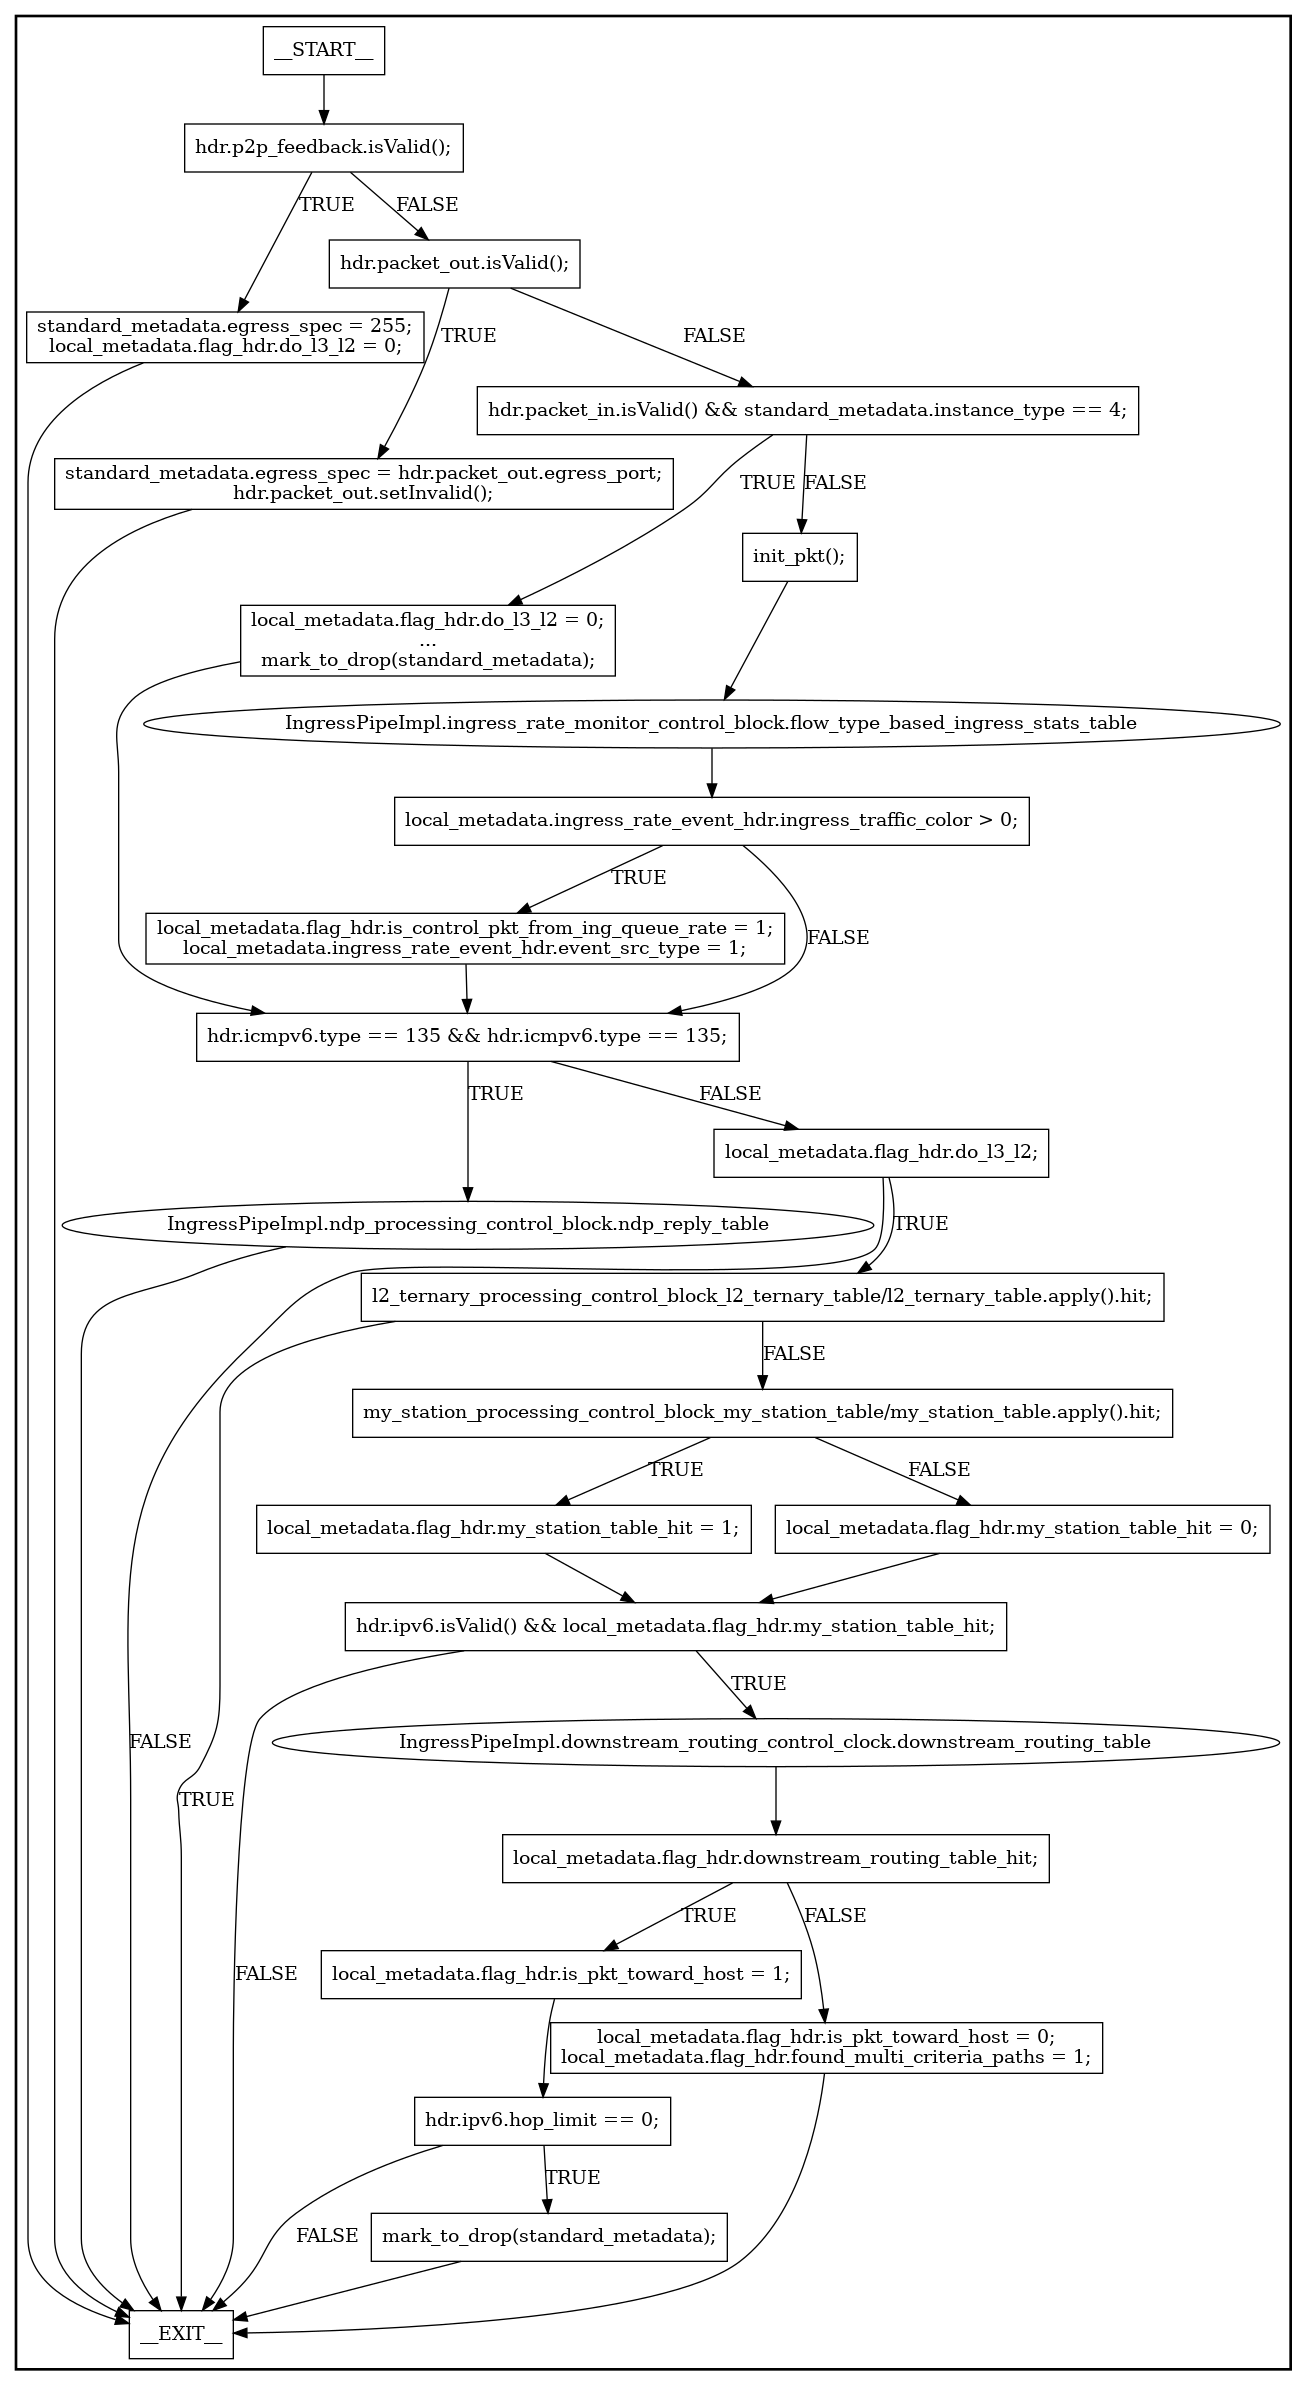 __START__
hdr.p2p_feedback.isValid();
TRUE
FALSE
hdr.packet_out.isValid();
standard_metadata.egress_spec = 255;
local_metadata.flag_hdr.do_l3_l2 = 0;
TRUE
FALSE
hdr.packet_in.isValid() && standard_metadata.instance_type == 4;
standard_metadata.egress_spec = hdr.packet_out.egress_port;
hdr.packet_out.setInvalid();
TRUE
FALSE
init_pkt();
local_metadata.flag_hdr.do_l3_l2 = 0;
...
mark_to_drop(standard_metadata);
IngressPipeImpl.ingress_rate_monitor_control_block.flow_type_based_ingress_stats_table
local_metadata.ingress_rate_event_hdr.ingress_traffic_color > 0;
TRUE
local_metadata.flag_hdr.is_control_pkt_from_ing_queue_rate = 1;
local_metadata.ingress_rate_event_hdr.event_src_type = 1;
FALSE
hdr.icmpv6.type == 135 && hdr.icmpv6.type == 135;
TRUE
FALSE
local_metadata.flag_hdr.do_l3_l2;
IngressPipeImpl.ndp_processing_control_block.ndp_reply_table
TRUE
l2_ternary_processing_control_block_l2_ternary_table/l2_ternary_table.apply().hit;
FALSE
my_station_processing_control_block_my_station_table/my_station_table.apply().hit;
TRUE
FALSE
local_metadata.flag_hdr.my_station_table_hit = 1;
local_metadata.flag_hdr.my_station_table_hit = 0;
hdr.ipv6.isValid() && local_metadata.flag_hdr.my_station_table_hit;
TRUE
FALSE
IngressPipeImpl.downstream_routing_control_clock.downstream_routing_table
TRUE
local_metadata.flag_hdr.downstream_routing_table_hit;
TRUE
FALSE
FALSE
local_metadata.flag_hdr.is_pkt_toward_host = 1;
local_metadata.flag_hdr.is_pkt_toward_host = 0;
local_metadata.flag_hdr.found_multi_criteria_paths = 1;
hdr.ipv6.hop_limit == 0;
TRUE
FALSE
mark_to_drop(standard_metadata);
__EXIT__